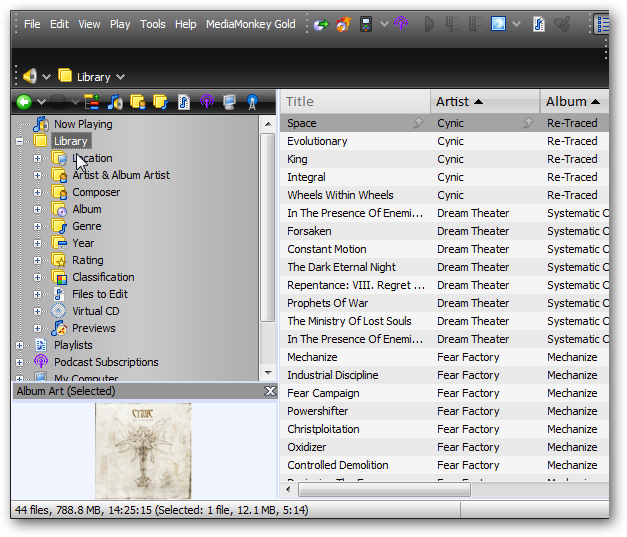 File Edit View Play Tools Help MediaMonkey Gold
Library
Title Artist Album
Now Playing
Library
Location
Artist & Album Artist
Composer
Album
Genre
Year
Rating
Classification
Files to Edit
Virtual CD
Previews
Playlists
Podcast Subscriptions
My Computer
Space Cynic Re-Traced
Evolutionary Cynic Re-Traced
King Cynic Re-Traced
Integral Cynic Re-Traced
Wheels Within Wheels Cynic Re-Traced
In The Presence Of Enemi... Dream Theater Systematic C
Forsaken Dream Theater Systematic C
Constant Motion Dream Theater Systematic C
The Dark Eternal Night Dream Theater Systematic C
Repentance: VIII. Regret ... Dream Theater Systematic C
Prophets Of War Dream Theater Systematic C
The Ministry Of Lost Souls Dream Theater Systematic C
In The Presence Of Enemi... Dream Theater Systematic C
Mechanize Fear Factory Mechanize
Industrial Discipline Fear Factory Mechanize
Fear Campaign Fear Factory Mechanize
Powershifter Fear Factory Mechanize
Christploitation Fear Factory Mechanize
Oxidizer Fear Factory Mechanize
Controlled Demolition Fear Factory Mechanize
Album Art (Selected)
CYNIC
44 files, 788.8 MB, 14:25:15 (Selected: 1 file, 12.1 MB, 5:14)